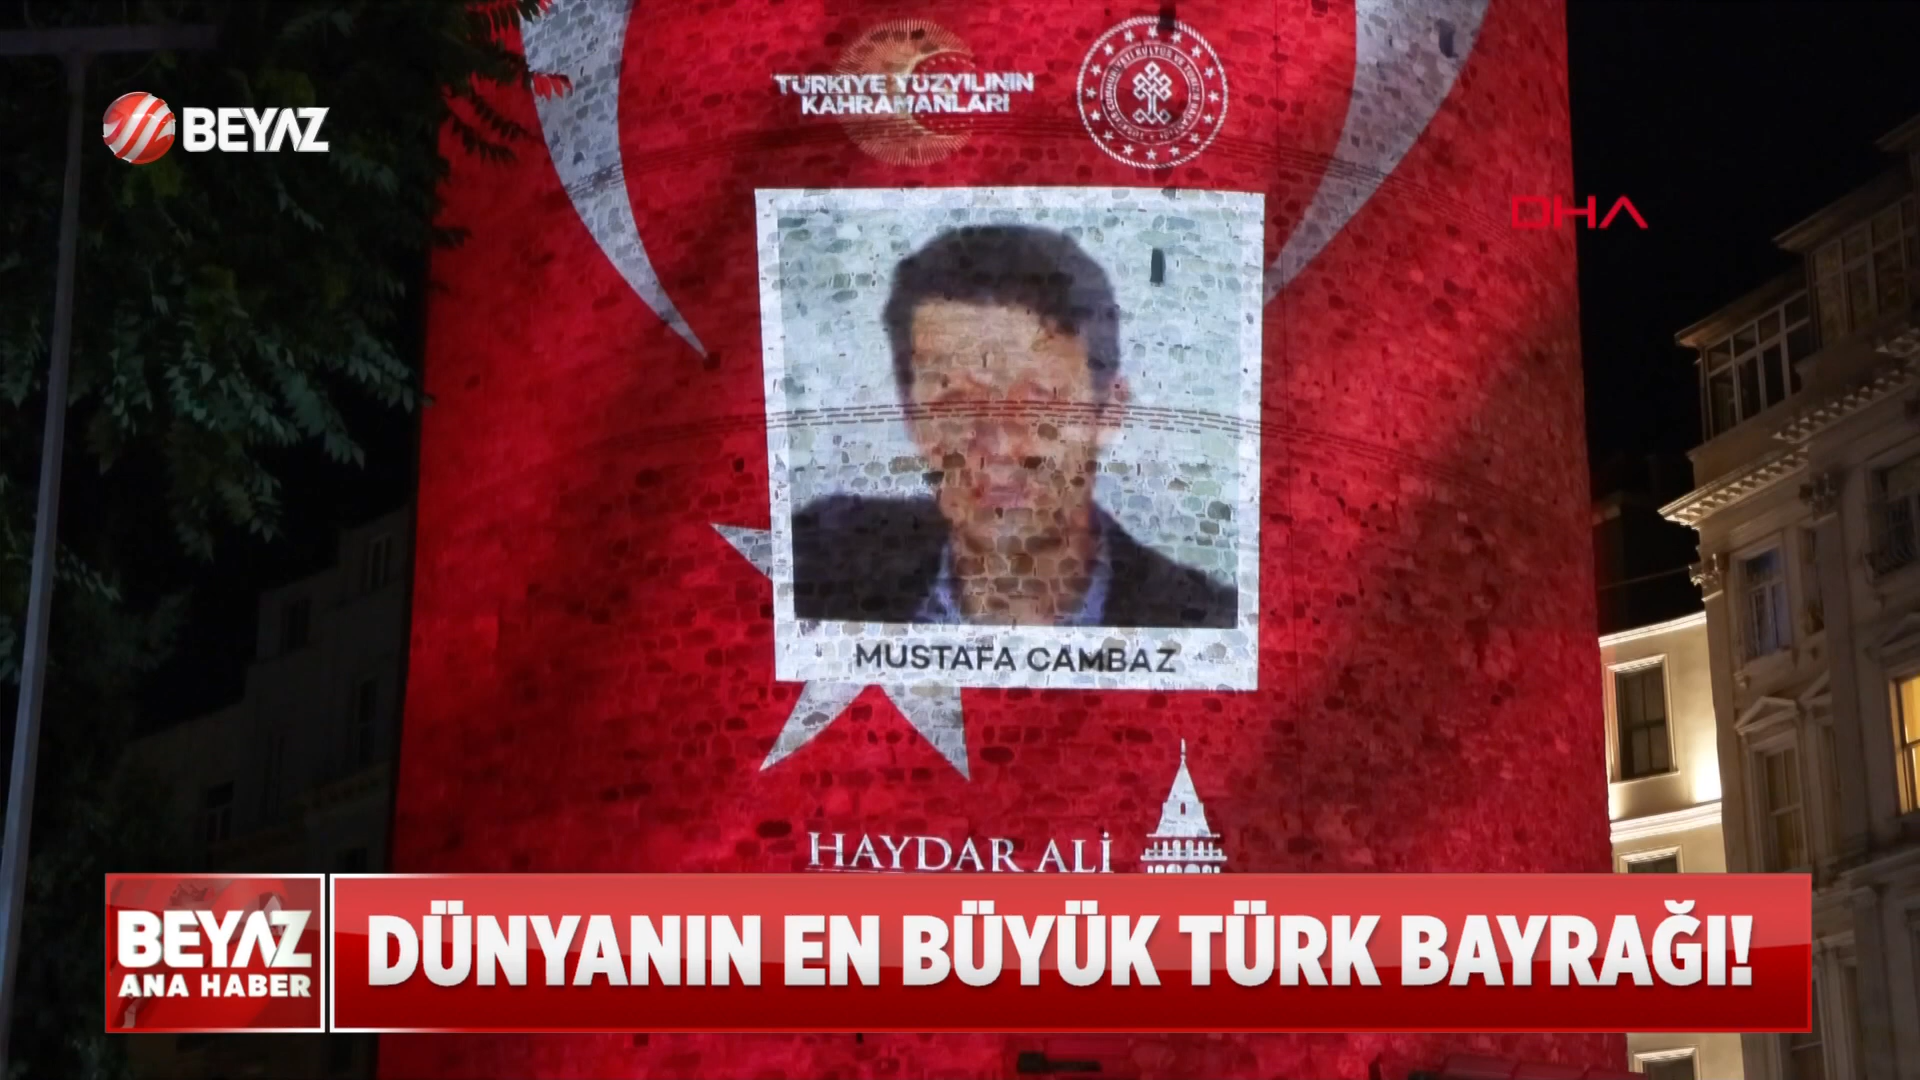 BEYAZ
TÜRKİYE YÜZYILININ
KAHRAMANLARI
DHA
MUSTAFA CAMBAZ
HAYDAR ALİ
BEYAZ
ANA HABER
DÜNYANIN EN BÜYÜK TÜRK BAYRAĞI!